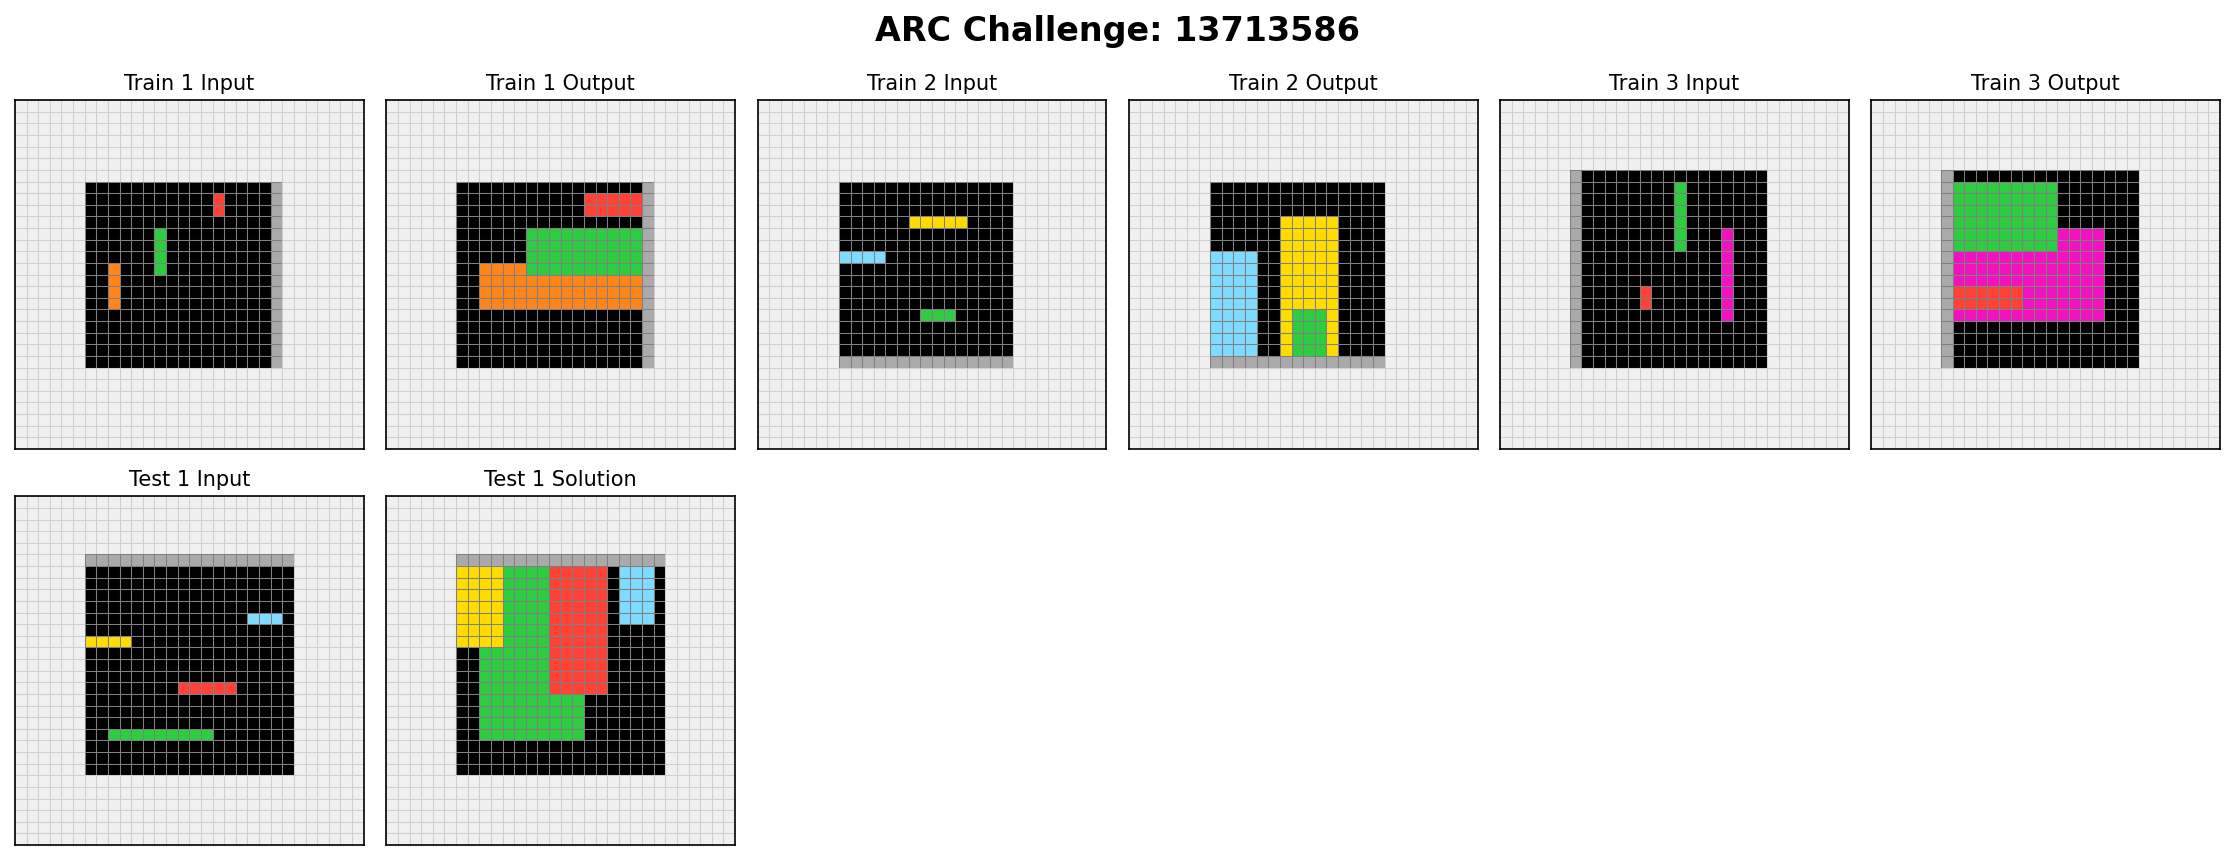 ARC Challenge: 13713586
Train 1 Input
Train 1 Output
Train 2 Input
Train 2 Output
Train 3 Input
Train 3 Output
Test 1 Input
Test 1 Solution